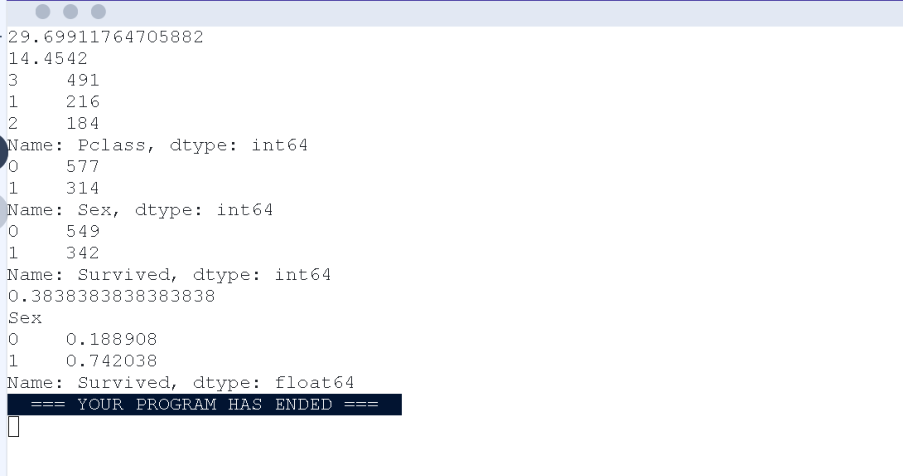 29.69911764705882
14.4542
3    491
1    216
2    184
Name: Pclass, dtype: int64
0    577
1    314
Name: Sex, dtype: int64
0    549
1    342
Name: Survived, dtype: int64
0.3838383838383838
Sex
0    0.188908
1    0.742038
Name: Survived, dtype: float64
=== YOUR PROGRAM HAS ENDED ===